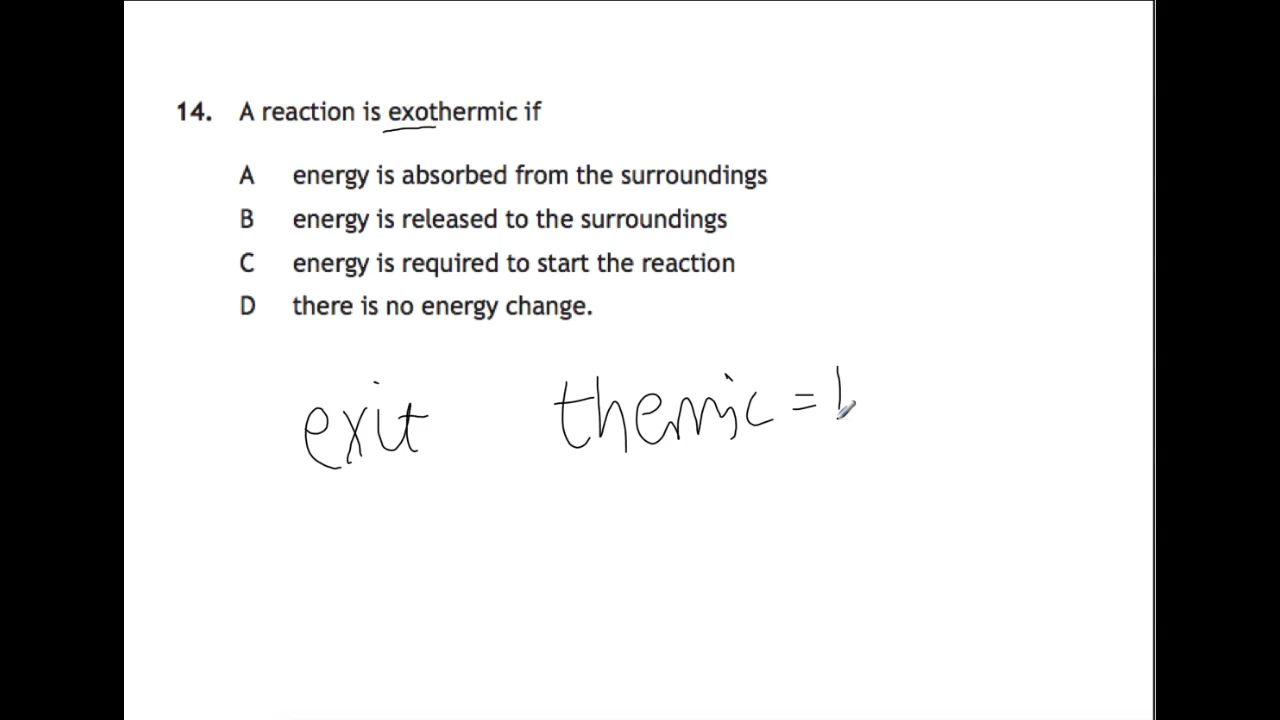 14. A reaction is exothermic if
A energy is absorbed from the surroundings
B energy is released to the surroundings
C energy is required to start the reaction
D there is no energy change.
exit themic =